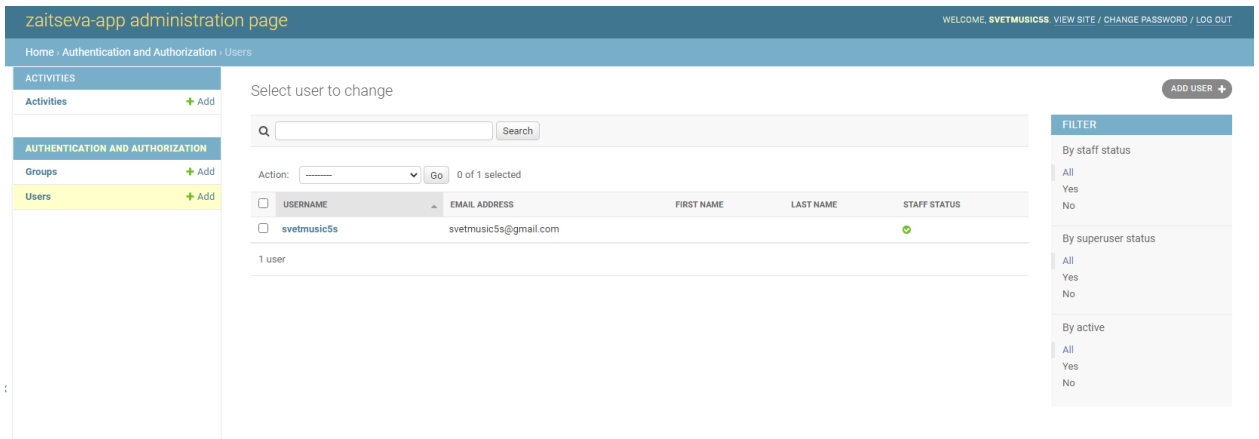 zaitseva-app administration page
WELCOME, SVETMUSIC5S. VIEW SITE / CHANGE PASSWORD / LOG OUT
Home › Authentication and Authorization › Users
ACTIVITIES
Activities + Add
AUTHENTICATION AND AUTHORIZATION
Groups + Add
Users + Add
Select user to change
ADD USER +
Search
Action: --------- Go 0 of 1 selected
USERNAME EMAIL ADDRESS FIRST NAME LAST NAME STAFF STATUS
svetmusic5s svetmusic5s@gmail.com
1 user
FILTER
By staff status
All
Yes
No
By superuser status
All
Yes
No
By active
All
Yes
No